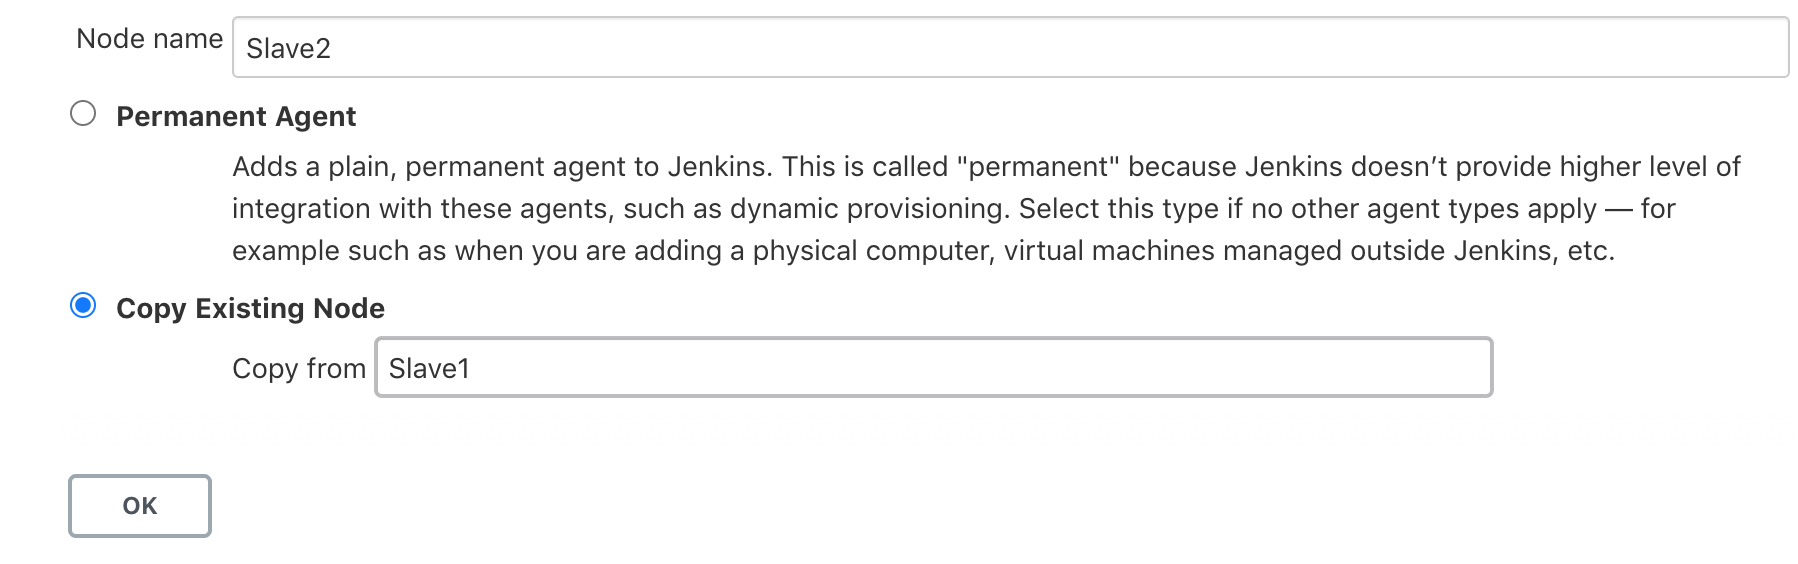 Node name Slave2
Permanent Agent
Adds a plain, permanent agent to Jenkins. This is called "permanent" because Jenkins doesn’t provide higher level of
integration with these agents, such as dynamic provisioning. Select this type if no other agent types apply — for
example such as when you are adding a physical computer, virtual machines managed outside Jenkins, etc.
Copy Existing Node
Copy from Slave1
OK